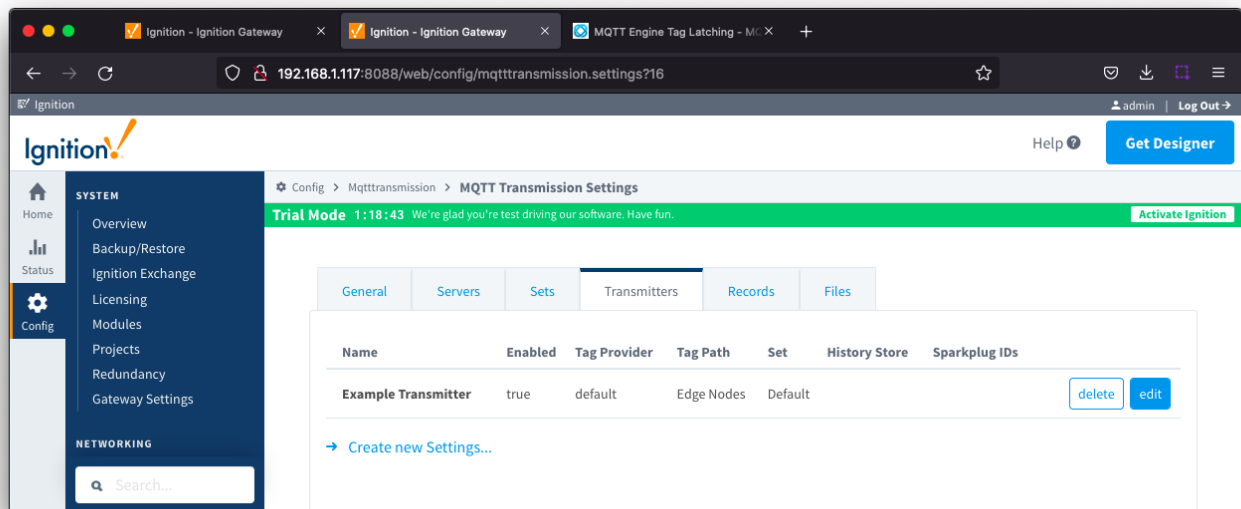 Ignition - Ignition Gateway
Ignition - Ignition Gateway
MQTT Engine Tag Latching - MC
192.168.1.117:8088/web/config/mqtttransmission.settings?16
Ignition
admin | Log Out
Ignition!
Help ?
Get Designer
Home
Status
Config
SYSTEM
Overview
Backup/Restore
Ignition Exchange
Licensing
Modules
Projects
Redundancy
Gateway Settings
NETWORKING
Search...
Config > Mqtttransmission > MQTT Transmission Settings
Trial Mode 1:18:43 We're glad you're test driving our software. Have fun. Activate Ignition
General Servers Sets Transmitters Records Files
Name Enabled Tag Provider Tag Path Set History Store Sparkplug IDs
Example Transmitter true default Edge Nodes Default delete edit
Create new Settings...